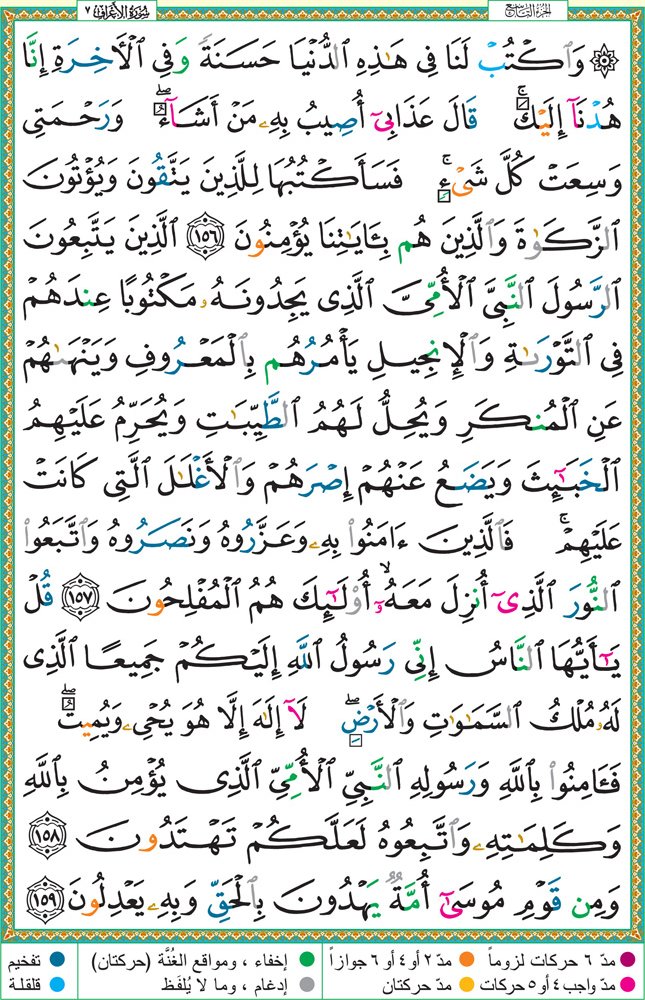 الجزء التاسع
سورة الأعراف ٧
۞ وَٱكْتُبْ لَنَا فِى هَٰذِهِ ٱلدُّنْيَا حَسَنَةً وَفِى ٱلْأَخِرَةِ إِنَّا
هُدْنَآ إِلَيْكَ ۚ قَالَ عَذَابِىٓ أُصِيبُ بِهِۦ مَنْ أَشَآءُ ۖ وَرَحْمَتِى
وَسِعَتْ كُلَّ شَىْءٍ ۚ فَسَأَكْتُبُهَا لِلَّذِينَ يَتَّقُونَ وَيُؤْتُونَ
ٱلزَّكَوٰةَ وَٱلَّذِينَ هُم بِـَٔايَٰتِنَا يُؤْمِنُونَ ١٥٦ ٱلَّذِينَ يَتَّبِعُونَ
ٱلرَّسُولَ ٱلنَّبِىَّ ٱلْأُمِّىَّ ٱلَّذِى يَجِدُونَهُۥ مَكْتُوبًا عِندَهُمْ
فِى ٱلتَّوْرَىٰةِ وَٱلْإِنجِيلِ يَأْمُرُهُم بِٱلْمَعْرُوفِ وَيَنْهَىٰهُمْ
عَنِ ٱلْمُنكَرِ وَيُحِلُّ لَهُمُ ٱلطَّيِّبَٰتِ وَيُحَرِّمُ عَلَيْهِمُ
ٱلْخَبَٰٓئِثَ وَيَضَعُ عَنْهُمْ إِصْرَهُمْ وَٱلْأَغْلَٰلَ ٱلَّتِى كَانَتْ
عَلَيْهِمْ ۚ فَٱلَّذِينَ ءَامَنُوا۟ بِهِۦ وَعَزَّرُوهُ وَنَصَرُوهُ وَٱتَّبَعُوا۟
ٱلنُّورَ ٱلَّذِىٓ أُنزِلَ مَعَهُۥٓ ۙ أُو۟لَٰٓئِكَ هُمُ ٱلْمُفْلِحُونَ ١٥٧ قُلْ
يَٰٓأَيُّهَا ٱلنَّاسُ إِنِّى رَسُولُ ٱللَّهِ إِلَيْكُمْ جَمِيعًا ٱلَّذِى
لَهُۥ مُلْكُ ٱلسَّمَٰوَٰتِ وَٱلْأَرْضِ ۖ لَآ إِلَٰهَ إِلَّا هُوَ يُحْىِۦ وَيُمِيتُ ۖ
فَـَٔامِنُوا۟ بِٱللَّهِ وَرَسُولِهِ ٱلنَّبِىِّ ٱلْأُمِّىِّ ٱلَّذِى يُؤْمِنُ بِٱللَّهِ
وَكَلِمَٰتِهِۦ وَٱتَّبِعُوهُ لَعَلَّكُمْ تَهْتَدُونَ ١٥٨
وَمِن قَوْمِ مُوسَىٰٓ أُمَّةٌ يَهْدُونَ بِٱلْحَقِّ وَبِهِۦ يَعْدِلُونَ ١٥٩
مدّ ٦ حركات لزوماً مدّ ٢ أو ٤ أو ٦ جوازاً إخفاء ، ومواقع الغُنَّة (حركتان) تفخيم
مدّ واجب ٤ أو ٥ حركات مدّ حركتان إدغام ، وما لا يُلفَظ قلقلة